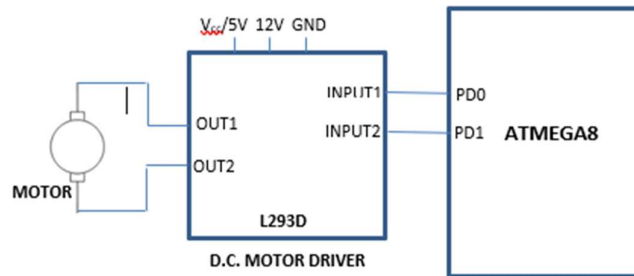 Vcc/5V 12V GND
INPUT1
PD0
OUT1
INPUT2
PD1
ATMEGA8
OUT2
MOTOR
L293D
D.C. MOTOR DRIVER